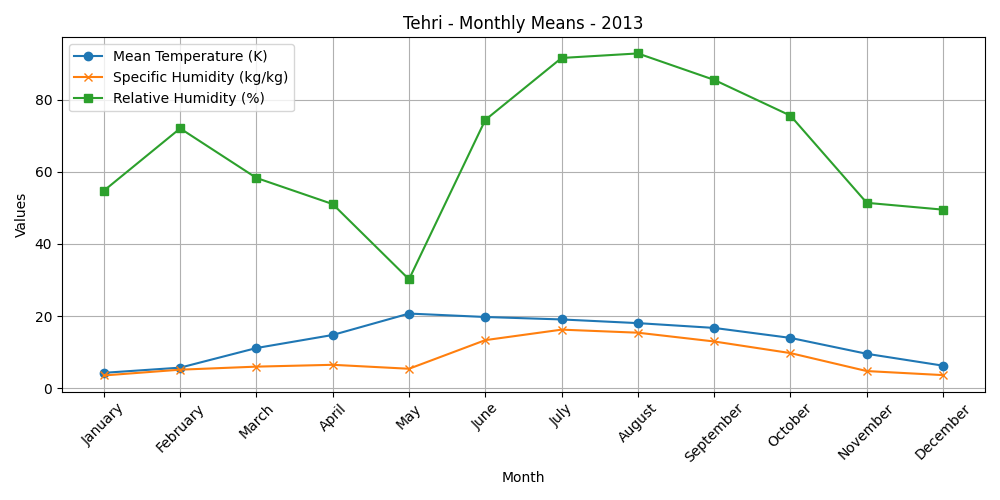 Tehri - Monthly Means - 2013
Mean Temperature (K)
Specific Humidity (kg/kg)
Relative Humidity (%)
80
60
40
20
0
Values
January
February
March
April
May
June
July
August
September
October
November
December
Month